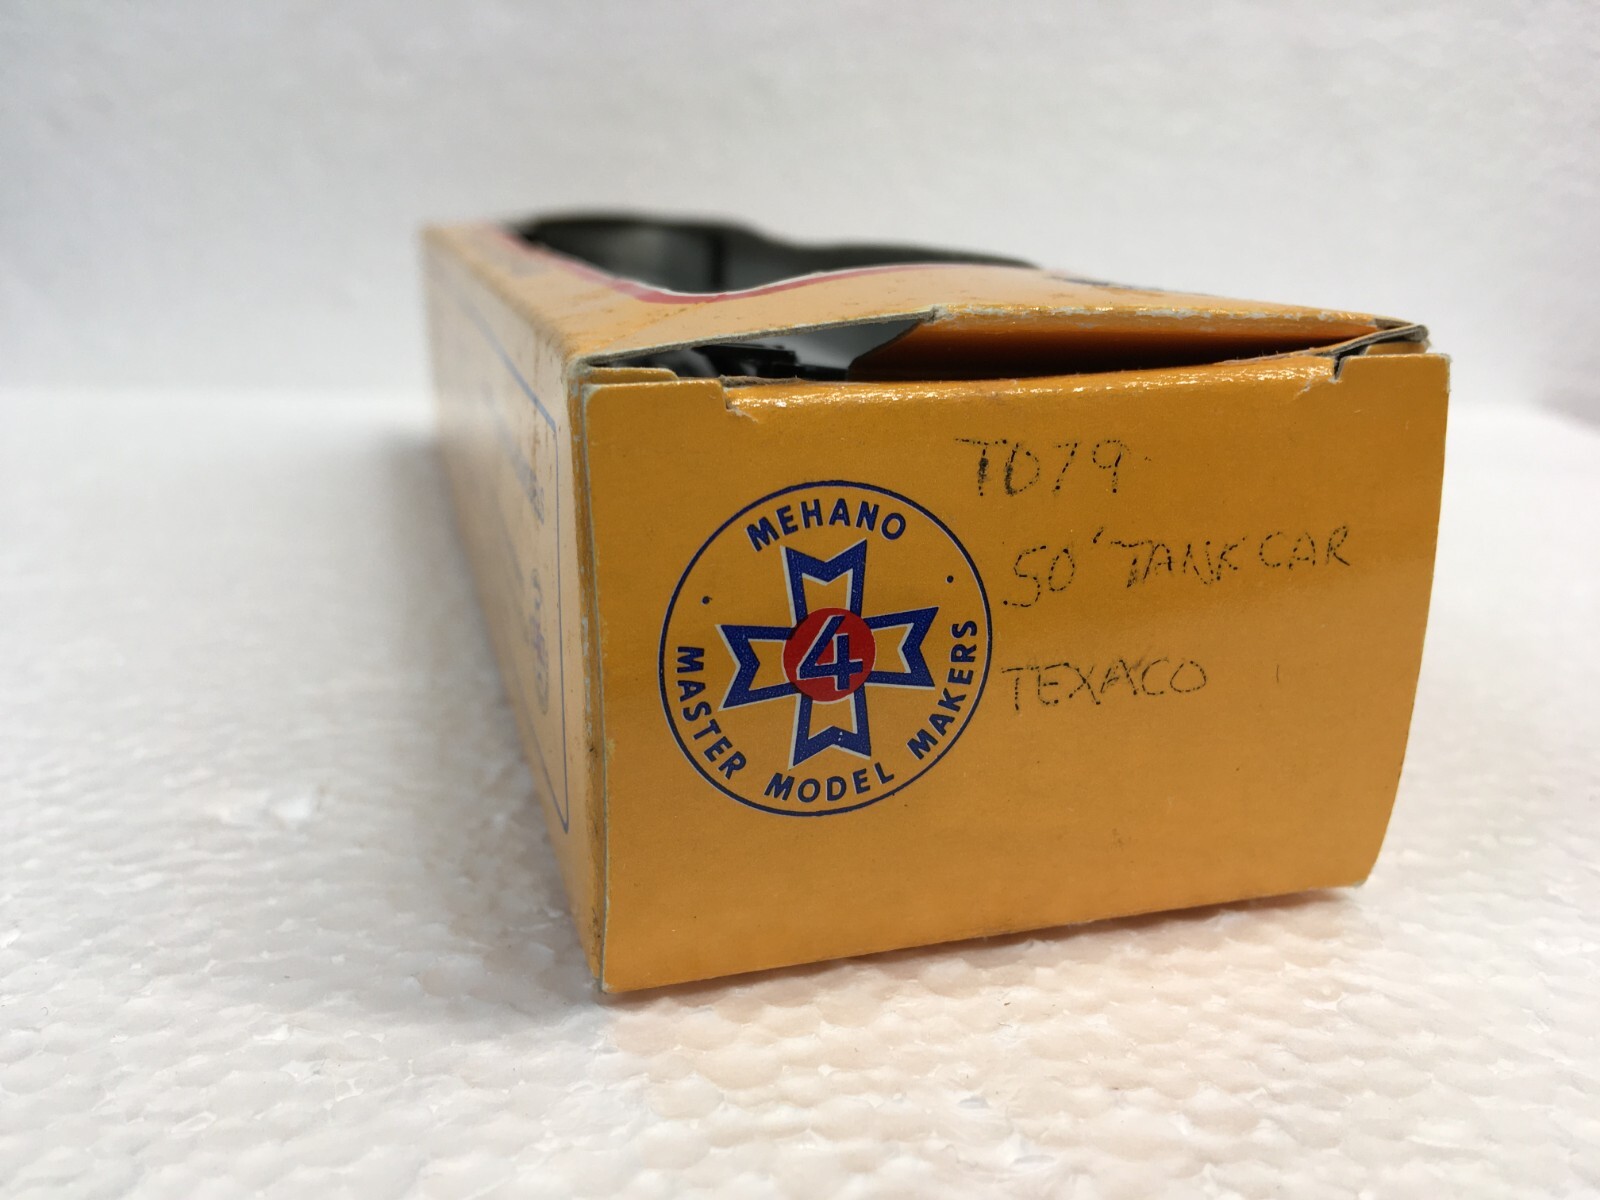 MEHANO
4
MASTER MODEL MAKERS
TD79
50' TANK CAR
TEXACO